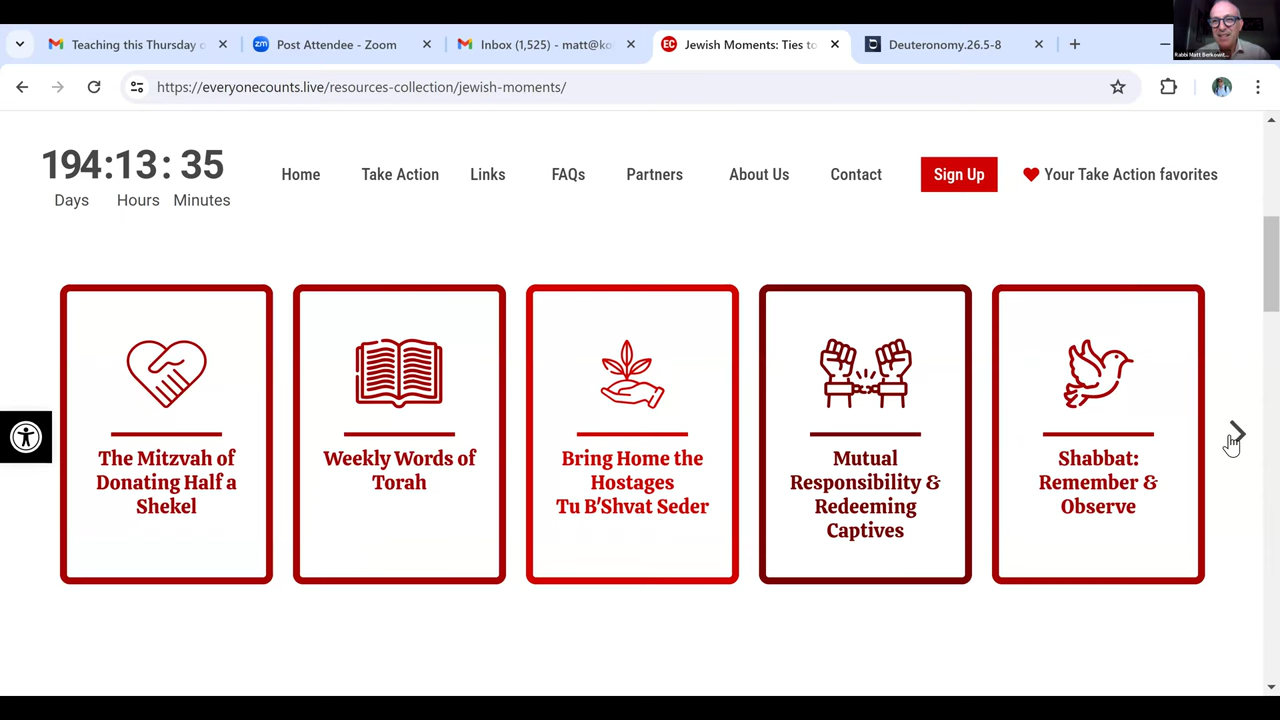 Teaching this Thursday
Post Attendee - Zoom
Inbox (1,525) - matt@ko
EC
Jewish Moments: Ties to
Deuteronomy.26.5-8
https://everyonecounts.live/resources-collection/jewish-moments/
Rabbi Matt Berkowit...
194:13: 35
Days Hours Minutes
Home
Take Action
Links
FAQs
Partners
About Us
Contact
Sign Up
Your Take Action favorites
The Mitzvah of
Donating Half a
Shekel
Weekly Words of
Torah
Bring Home the
Hostages
Tu B'Shvat Seder
Mutual
Responsibility &
Redeeming
Captives
Shabbat:
Remember &
Observe